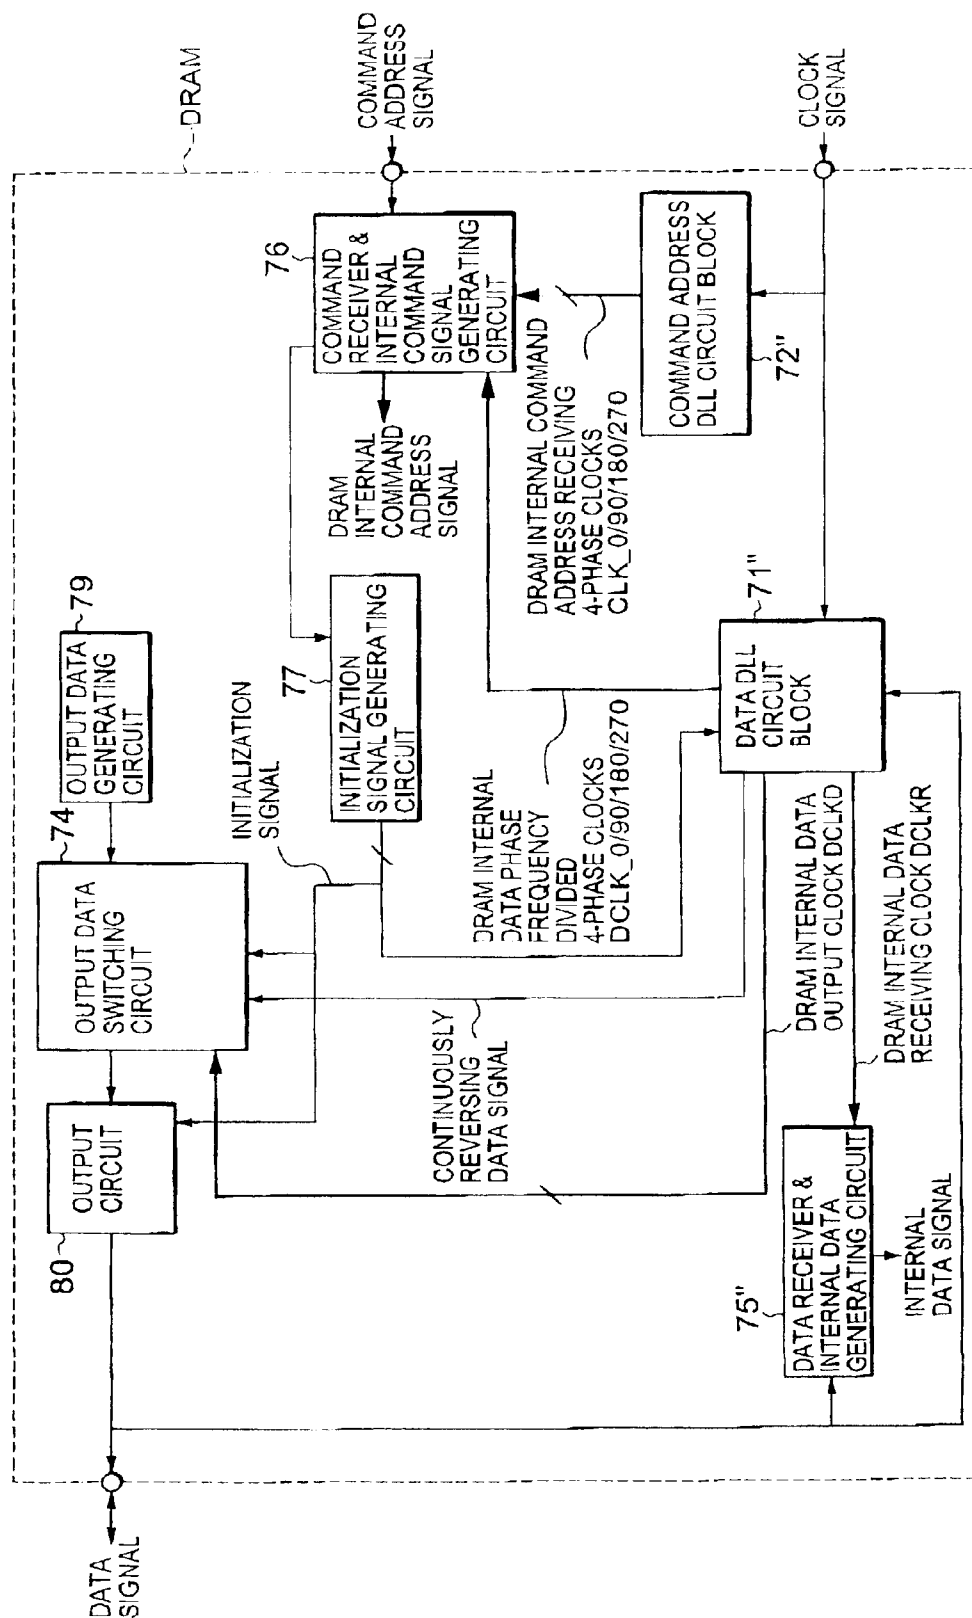 DATA
SIGNAL
80
OUTPUT
CIRCUIT
74
OUTPUT DATA
SWITCHING
CIRCUIT
79
OUTPUT DATA
GENERATING
CIRCUIT
DRAM
INITIALIZATION
SIGNAL
77
INITIALIZATION
SIGNAL GENERATING
CIRCUIT
76
COMMAND
RECEIVER &
INTERNAL
COMMAND
SIGNAL
GENERATING
CIRCUIT
COMMAND
ADDRESS
SIGNAL
DRAM
INTERNAL
COMMAND
ADDRESS
SIGNAL
CONTINUOUSLY
REVERSING
DATA SIGNAL
DRAM INTERNAL
DATA PHASE
FREQUENCY
DIVIDED
4-PHASE CLOCKS
DCLK_0/90/180/270
DRAM INTERNAL COMMAND
ADDRESS RECEIVING
4-PHASE CLOCKS
CLK_0/90/180/270
COMMAND ADDRESS
DLL CIRCUIT BLOCK
72"
CLOCK
SIGNAL
75"
DATA RECEIVER &
INTERNAL DATA
GENERATING CIRCUIT
INTERNAL
DATA SIGNAL
DRAM INTERNAL DATA
OUTPUT CLOCK DCLKD
DRAM INTERNAL DATA
RECEIVING CLOCK DCLKR
71"
DATA DLL
CIRCUIT
BLOCK